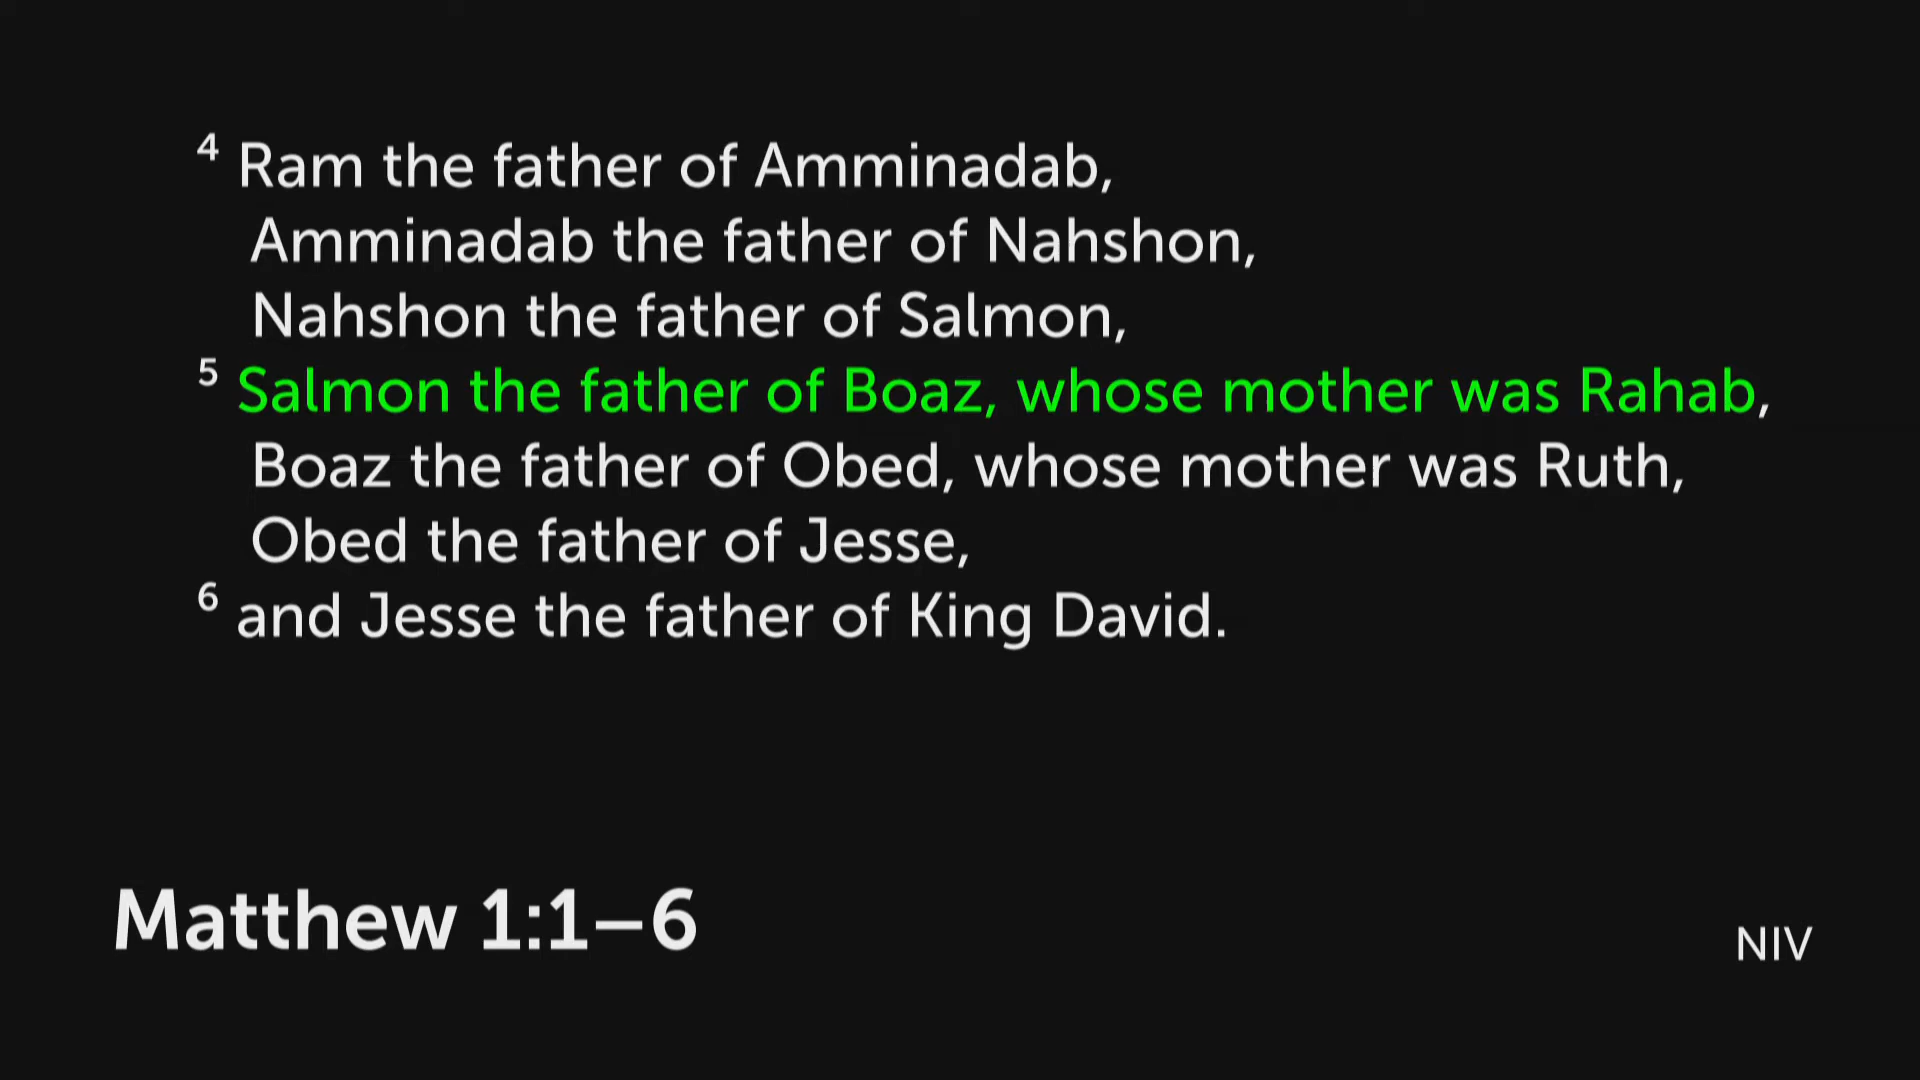 4 Ram the father of Amminadab,
Amminadab the father of Nahshon,
Nahshon the father of Salmon,
5 Salmon the father of Boaz, whose mother was Rahab,
Boaz the father of Obed, whose mother was Ruth,
Obed the father of Jesse,
6 and Jesse the father of King David.
Matthew 1:1–6
NIV